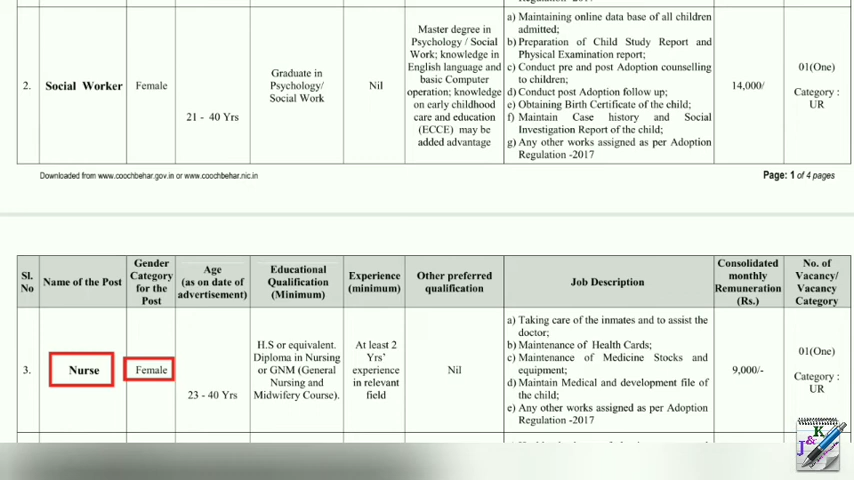 Regulation -2017
2.
Social Worker
Female
21 - 40 Yrs
Graduate in
Psychology/
Social Work
Nil
Master degree in
Psychology / Social
Work; knowledge in
English language and
basic Computer
operation; knowledge
on early childhood
care and education
(ECCE) may be
added advantage
a) Maintaining online data base of all children
admitted;
b) Preparation of Child Study Report and
Physical Examination report;
c) Conduct pre and post Adoption counselling
to children;
d) Conduct post Adoption follow up;
e) Obtaining Birth Certificate of the child;
f) Maintain Case history and Social
Investigation Report of the child;
g) Any other works assigned as per Adoption
Regulation -2017
14,000/
01(One)
Category :
UR
Downloaded from www.coochbehar.gov.in or www.coochbehar.nic.in
Page: 1 of 4 pages
Sl.
No
Name of the Post
Gender
Category
for the
Post
Age
(as on date of
advertisement)
Educational
Qualification
(Minimum)
Experience
(minimum)
Other preferred
qualification
Job Description
Consolidated
monthly
Remuneration
(Rs.)
No. of
Vacancy/
Vacancy
Category
3.
Nurse
Female
23 - 40 Yrs
H.S or equivalent.
Diploma in Nursing
or GNM (General
Nursing and
Midwifery Course).
At least 2
Yrs'
experience
in relevant
field
Nil
a) Taking care of the inmates and to assist the
doctor;
b) Maintenance of Health Cards;
c) Maintenance of Medicine Stocks and
equipment;
d) Maintain Medical and development file of
the child;
e) Any other works assigned as per Adoption
Regulation -2017
9,000/-
01(One)
Category :
UR
J&K